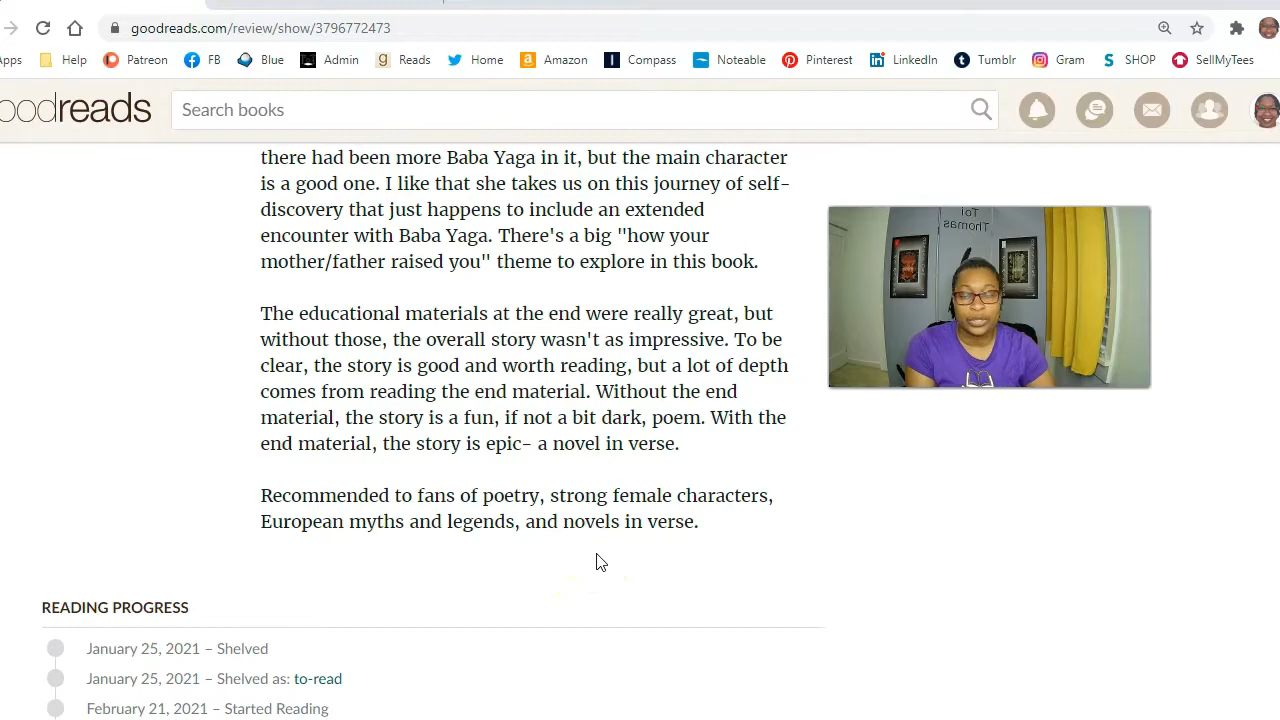 goodreads.com/review/show/3796772473
pps Help Patreon FB Blue Admin Reads Home Amazon Compass Noteable Pinterest LinkedIn Tumblr Gram SHOP SellMyTees
oodreads Search books
there had been more Baba Yaga in it, but the main character
is a good one. I like that she takes us on this journey of self-
discovery that just happens to include an extended
encounter with Baba Yaga. There's a big "how your
mother/father raised you" theme to explore in this book.
Toi
Thomas
The educational materials at the end were really great, but
without those, the overall story wasn't as impressive. To be
clear, the story is good and worth reading, but a lot of depth
comes from reading the end material. Without the end
material, the story is a fun, if not a bit dark, poem. With the
end material, the story is epic- a novel in verse.
Recommended to fans of poetry, strong female characters,
European myths and legends, and novels in verse.
READING PROGRESS
January 25, 2021 – Shelved
January 25, 2021 – Shelved as: to-read
February 21, 2021 – Started Reading